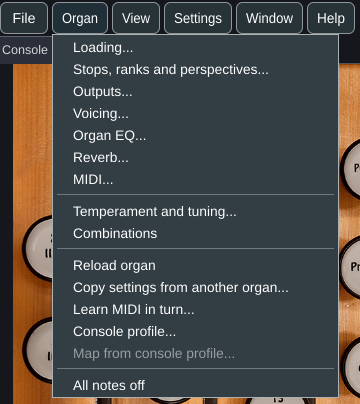 File Organ View Settings Window Help
Console
Loading...
Stops, ranks and perspectives...
Outputs...
Voicing...
Organ EQ...
Reverb...
MIDI...
Temperament and tuning...
Combinations
Reload organ
Copy settings from another organ...
Learn MIDI in turn...
Console profile...
Map from console profile...
All notes off